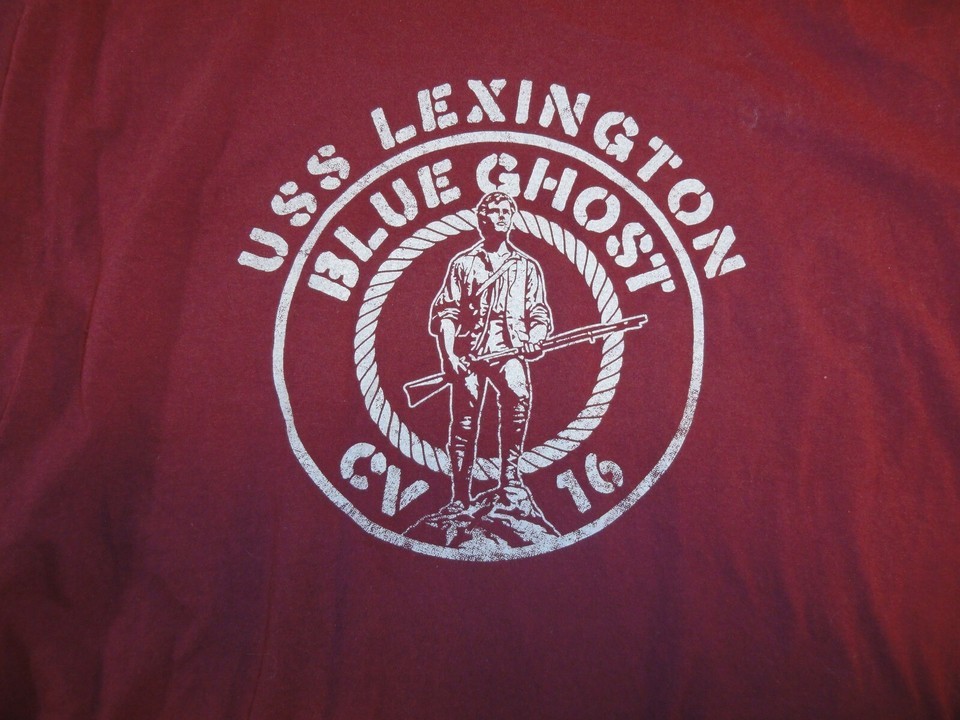 USS LEXINGTON
BLUE GHOST
CV 16